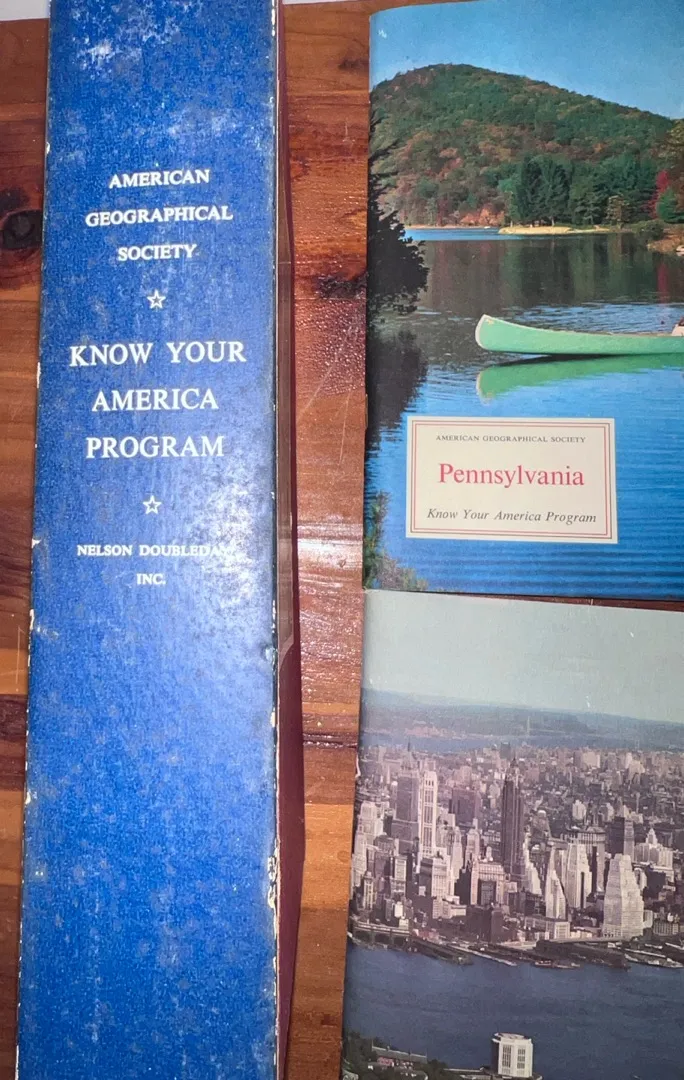 AMERICAN
GEOGRAPHICAL
SOCIETY
KNOW YOUR
AMERICA
PROGRAM
NELSON DOUBLEDAY
INC.
AMERICAN GEOGRAPHICAL SOCIETY
Pennsylvania
Know Your America Program